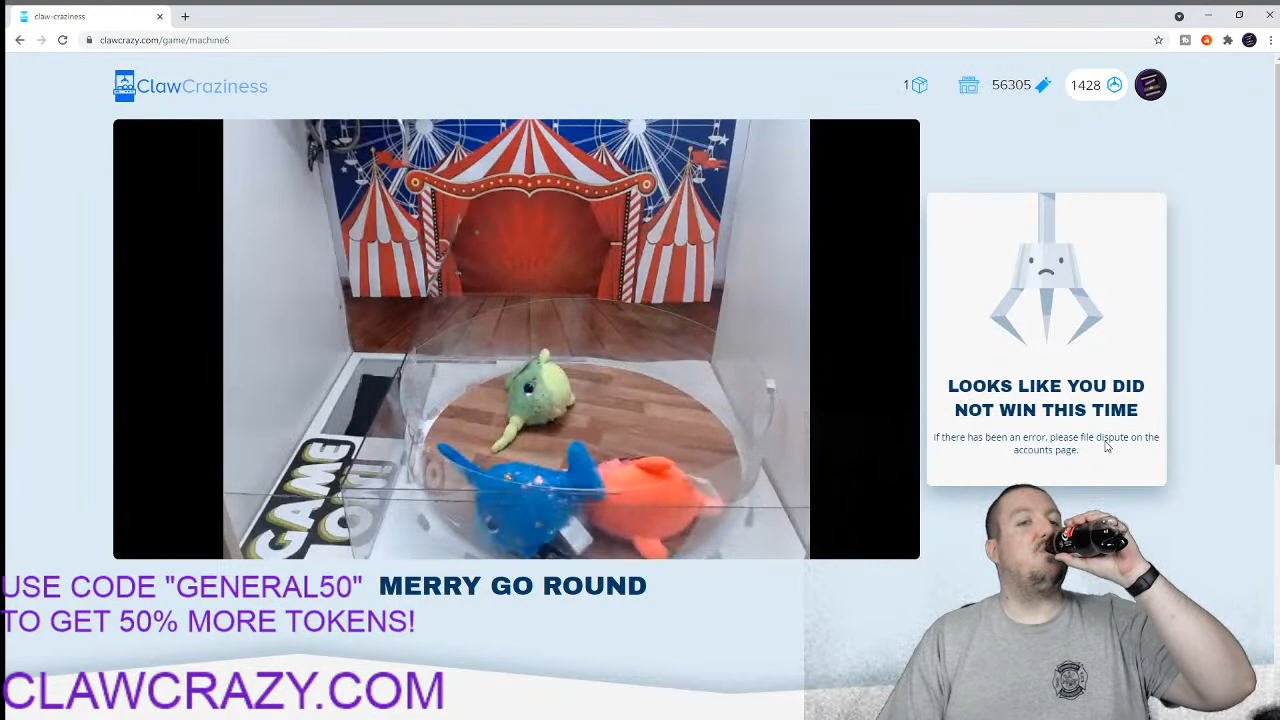 claw-craziness
clawcrazy.com/game/machine6
ClawCraziness
1
56305
1428
LOOKS LIKE YOU DID
NOT WIN THIS TIME
If there has been an error, please file dispute on the
accounts page.
GAME
ON!
USE CODE "GENERAL50"
TO GET 50% MORE TOKENS!
MERRY GO ROUND
CLAWCRAZY.COM